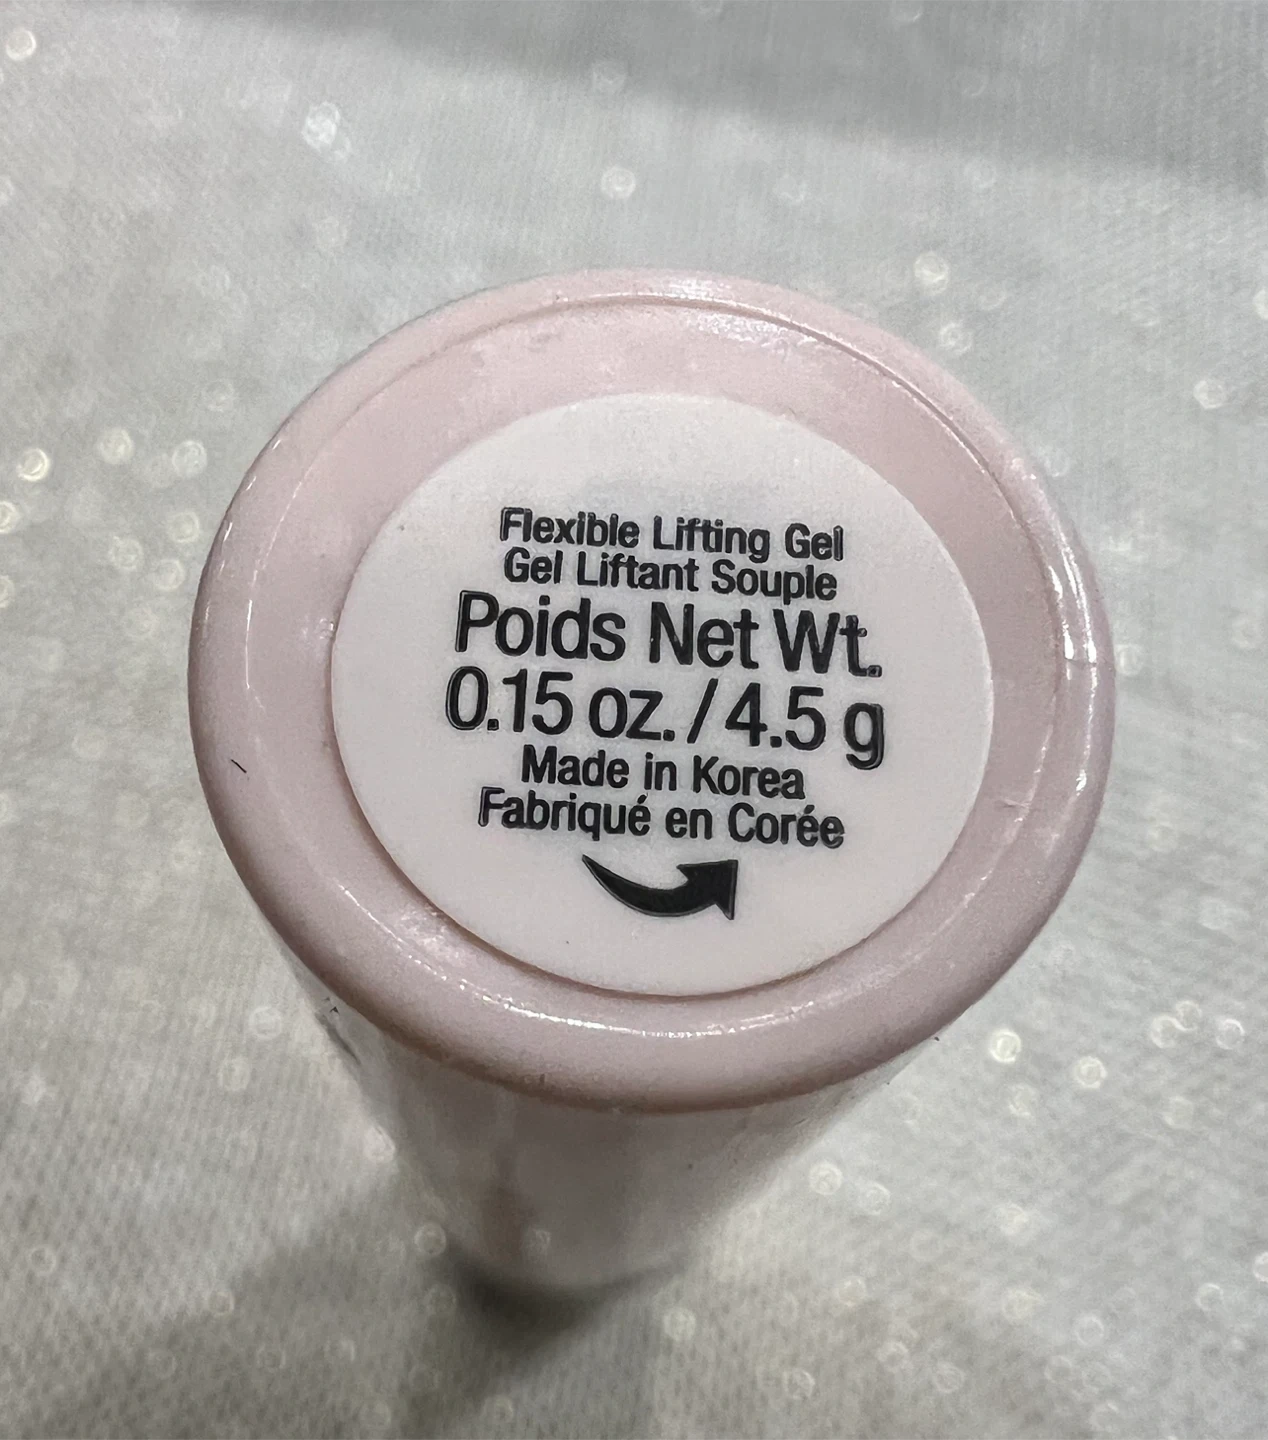 Flexible Lifting Gel
Gel Liftant Souple
Poids Net Wt.
0.15 oz. / 4.5 g
Made in Korea
Fabriqué en Corée